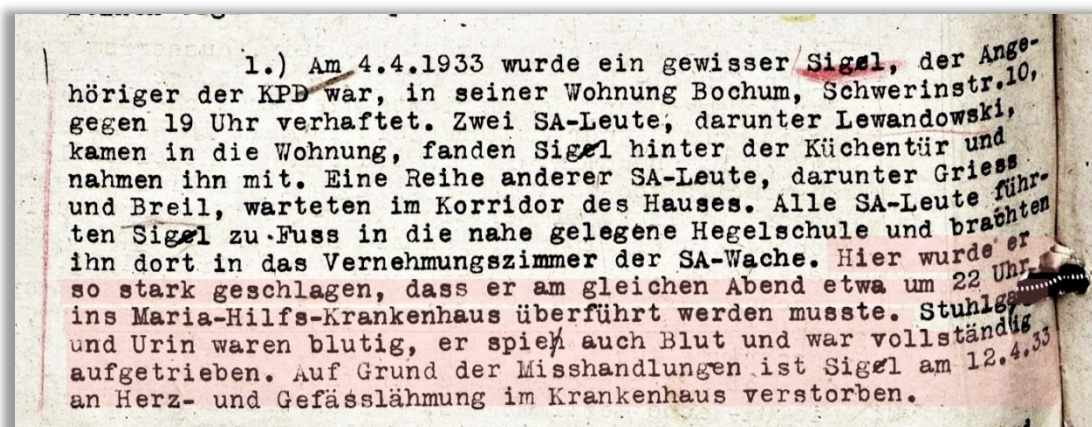 1.) Am 4.4.1933 wurde ein gewisser Sigel, der Ange-
höriger der KPD war, in seiner Wohnung Bochum, Schwerinstr.10,
gegen 19 Uhr verhaftet. Zwei SA-Leute, darunter Lewandowski,
kamen in die Wohnung, fanden Sigel hinter der Küchentür und
nahmen ihn mit. Eine Reihe anderer SA-Leute, darunter Griess
und Breil, warteten im Korridor des Hauses. Alle SA-Leute führ-
ten Sigel zu Fuss in die nahe gelegene Hegelschule und brachten
ihn dort in das Vernehmungszimmer der SA-Wache. Hier wurde er
so stark geschlagen, dass er am gleichen Abend etwa um 22 Uhr
ins Maria-Hilfs-Krankenhaus überführt werden musste. Stuhlga
und Urin waren blutig, er spie auch Blut und war vollständig
aufgetrieben. Auf Grund der Misshandlungen ist Sigel am 12.4.33
an Herz- und Gefässlähmung im Krankenhaus verstorben.